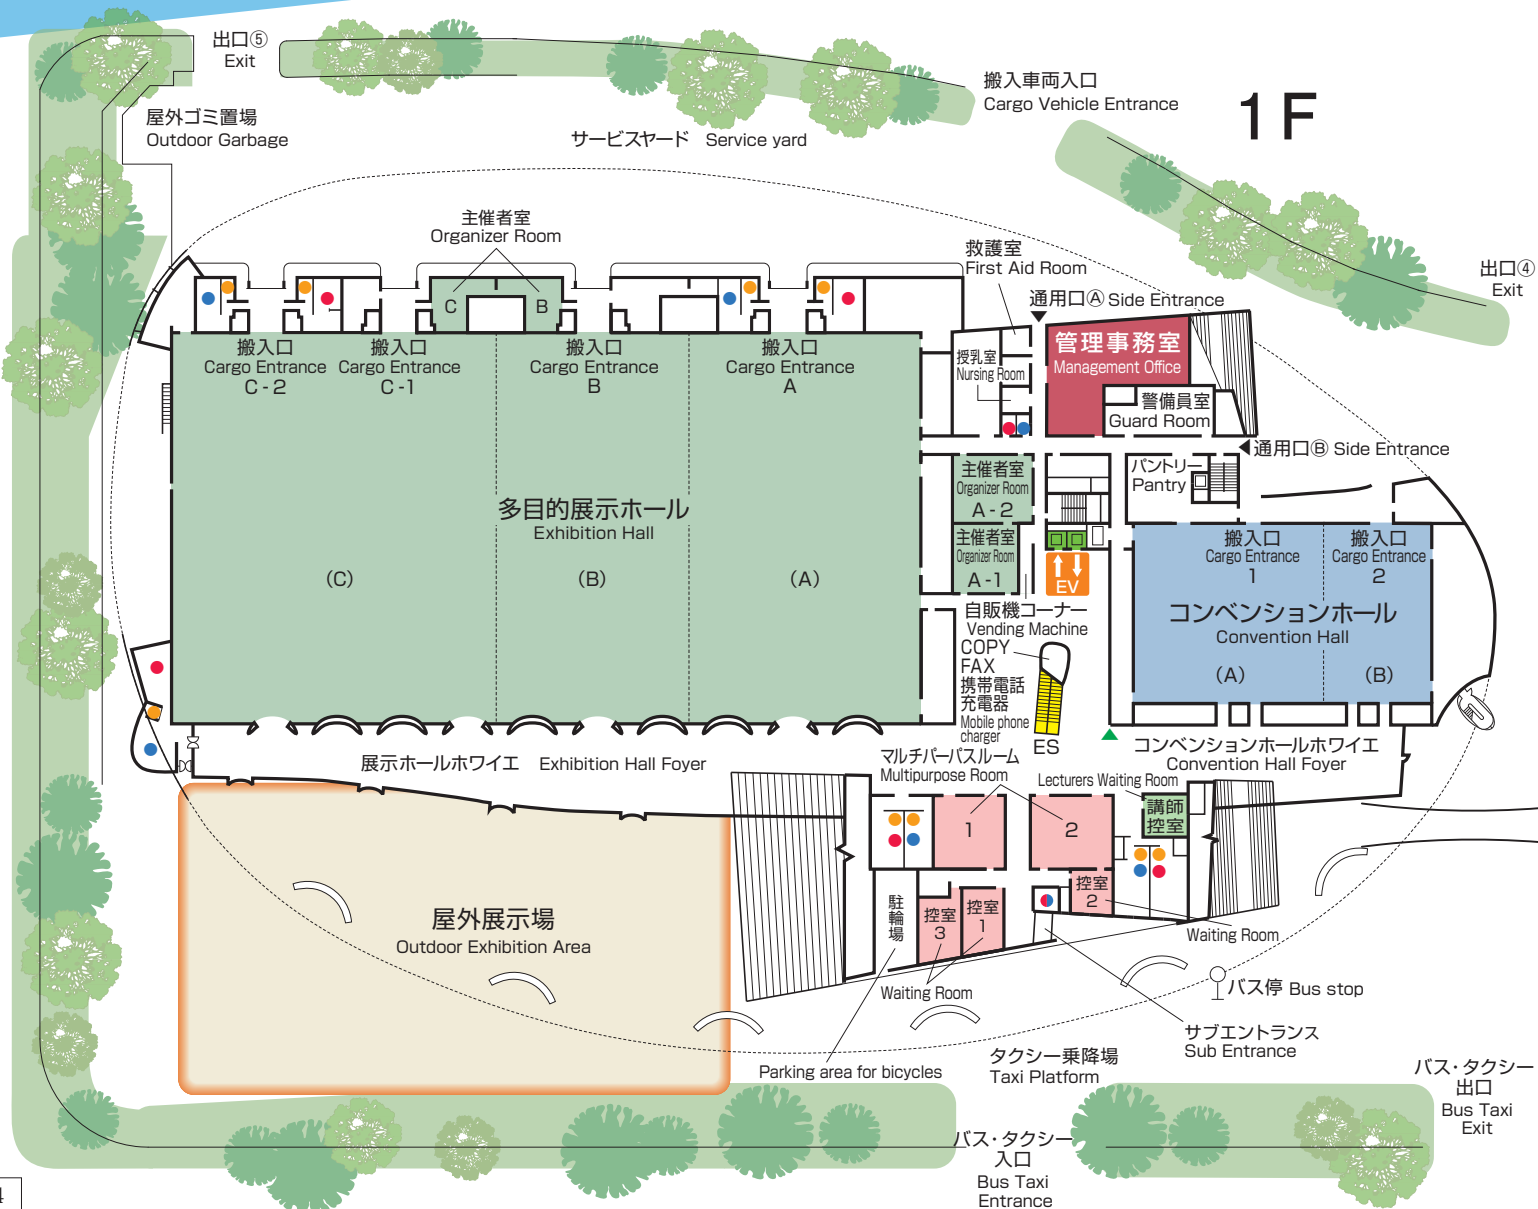 出口⑤
Exit
屋外ゴミ置場
Outdoor Garbage
サービスヤード Service yard
搬入車両入口
Cargo Vehicle Entrance
1F
主催者室
Organizer Room
C
B
救護室
First Aid Room
通用口Ⓐ Side Entrance
出口④
Exit
搬入口
Cargo Entrance
C-2
搬入口
Cargo Entrance
C-1
搬入口
Cargo Entrance
B
搬入口
Cargo Entrance
A
授乳室
Nursing Room
管理事務室
Management Office
警備員室
Guard Room
通用口Ⓑ Side Entrance
主催者室
Organizer Room
A-2
パントリー
Pantry
多目的展示ホール
Exhibition Hall
(C)
(B)
(A)
主催者室
Organizer Room
A-1
EV
搬入口
Cargo Entrance
1
搬入口
Cargo Entrance
2
コンベンションホール
Convention Hall
(A)
(B)
自販機コーナー
Vending Machine
COPY
FAX
携帯電話
充電器
Mobile phone
charger
ES
展示ホールホワイエ Exhibition Hall Foyer
コンベンションホールホワイエ
Convention Hall Foyer
マルチパーパスルーム
Multipurpose Room
1
2
Lecturers Waiting Room
講師
控室
屋外展示場
Outdoor Exhibition Area
駐輪場
控室
3
控室
1
控室
2
Waiting Room
Waiting Room
バス停 Bus stop
サブエントランス
Sub Entrance
Parking area for bicycles
タクシー乗降場
Taxi Platform
バス・タクシー
出口
Bus Taxi
Exit
バス・タクシー
入口
Bus Taxi
Entrance
4